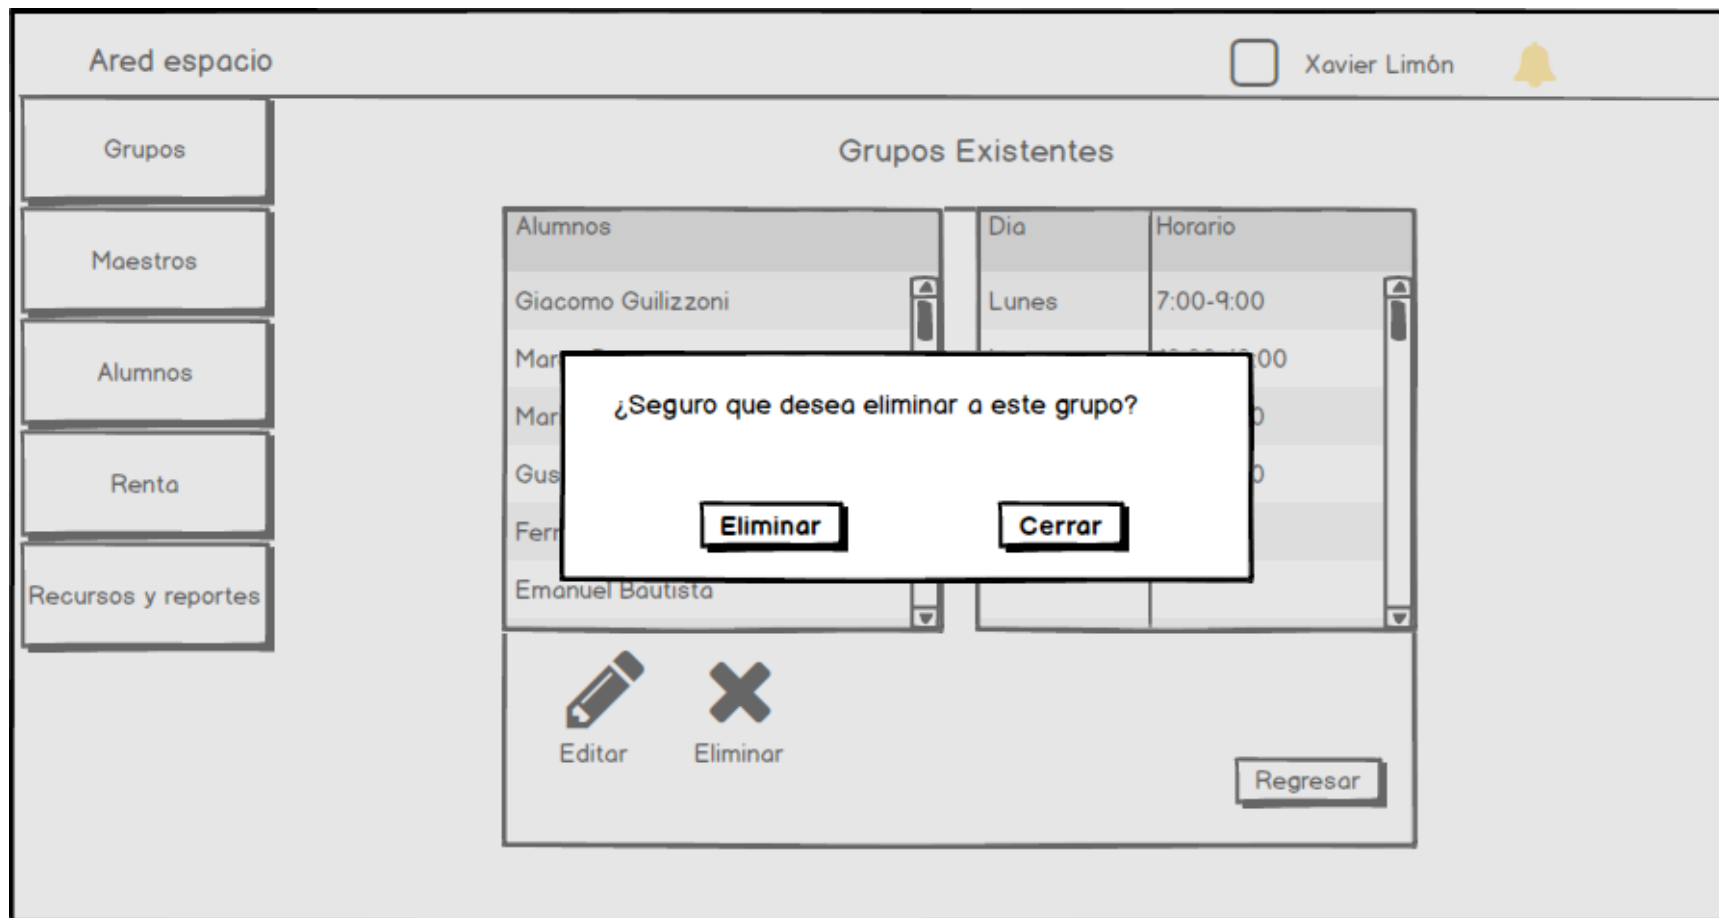 Ared espacio
Xavier Limón
Grupos
Maestros
Alumnos
Renta
Recursos y reportes
Grupos Existentes
Alumnos
Giacomo Guilizzoni
Emanuel Bautista
Dia Horario
Lunes 7:00-9:00
¿Seguro que desea eliminar a este grupo?
Eliminar Cerrar
Editar Eliminar
Regresar